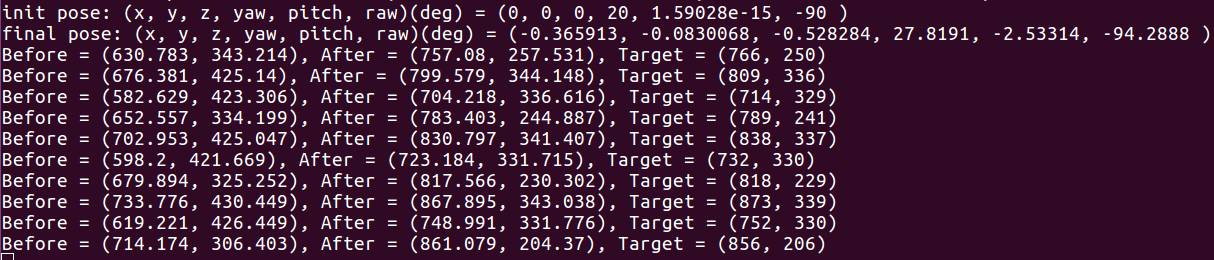 init pose: (x, y, z, yaw, pitch, raw)(deg) = (0, 0, 0, 20, 1.59028e-15, -90 )
final pose: (x, y, z, yaw, pitch, raw)(deg) = (-0.365913, -0.0830068, -0.528284, 27.8191, -2.53314, -94.2888 )
Before = (630.783, 343.214), After = (757.08, 257.531), Target = (766, 250)
Before = (676.381, 425.14), After = (799.579, 344.148), Target = (809, 336)
Before = (582.629, 423.306), After = (704.218, 336.616), Target = (714, 329)
Before = (652.557, 334.199), After = (783.403, 244.887), Target = (789, 241)
Before = (702.953, 425.047), After = (830.797, 341.407), Target = (838, 337)
Before = (598.2, 421.669), After = (723.184, 331.715), Target = (732, 330)
Before = (679.894, 325.252), After = (817.566, 230.302), Target = (818, 229)
Before = (733.776, 430.449), After = (867.895, 343.038), Target = (873, 339)
Before = (619.221, 426.449), After = (748.991, 331.776), Target = (752, 330)
Before = (714.174, 306.403), After = (861.079, 204.37), Target = (856, 206)